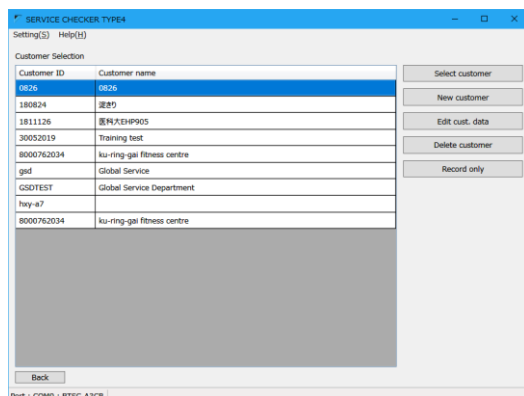 SERVICE CHECKER TYPE4
Setting(S) Help(H)
Customer Selection
Customer ID Customer name
0826 0826
180824 淀きり
1811126 医科大EHP905
30052019 Training test
8000762034 ku-ring-gai fitness centre
gsd Global Service
GSDTEST Global Service Department
hxy-a7
8000762034 ku-ring-gai fitness centre
Select customer
New customer
Edit cust. data
Delete customer
Record only
Back